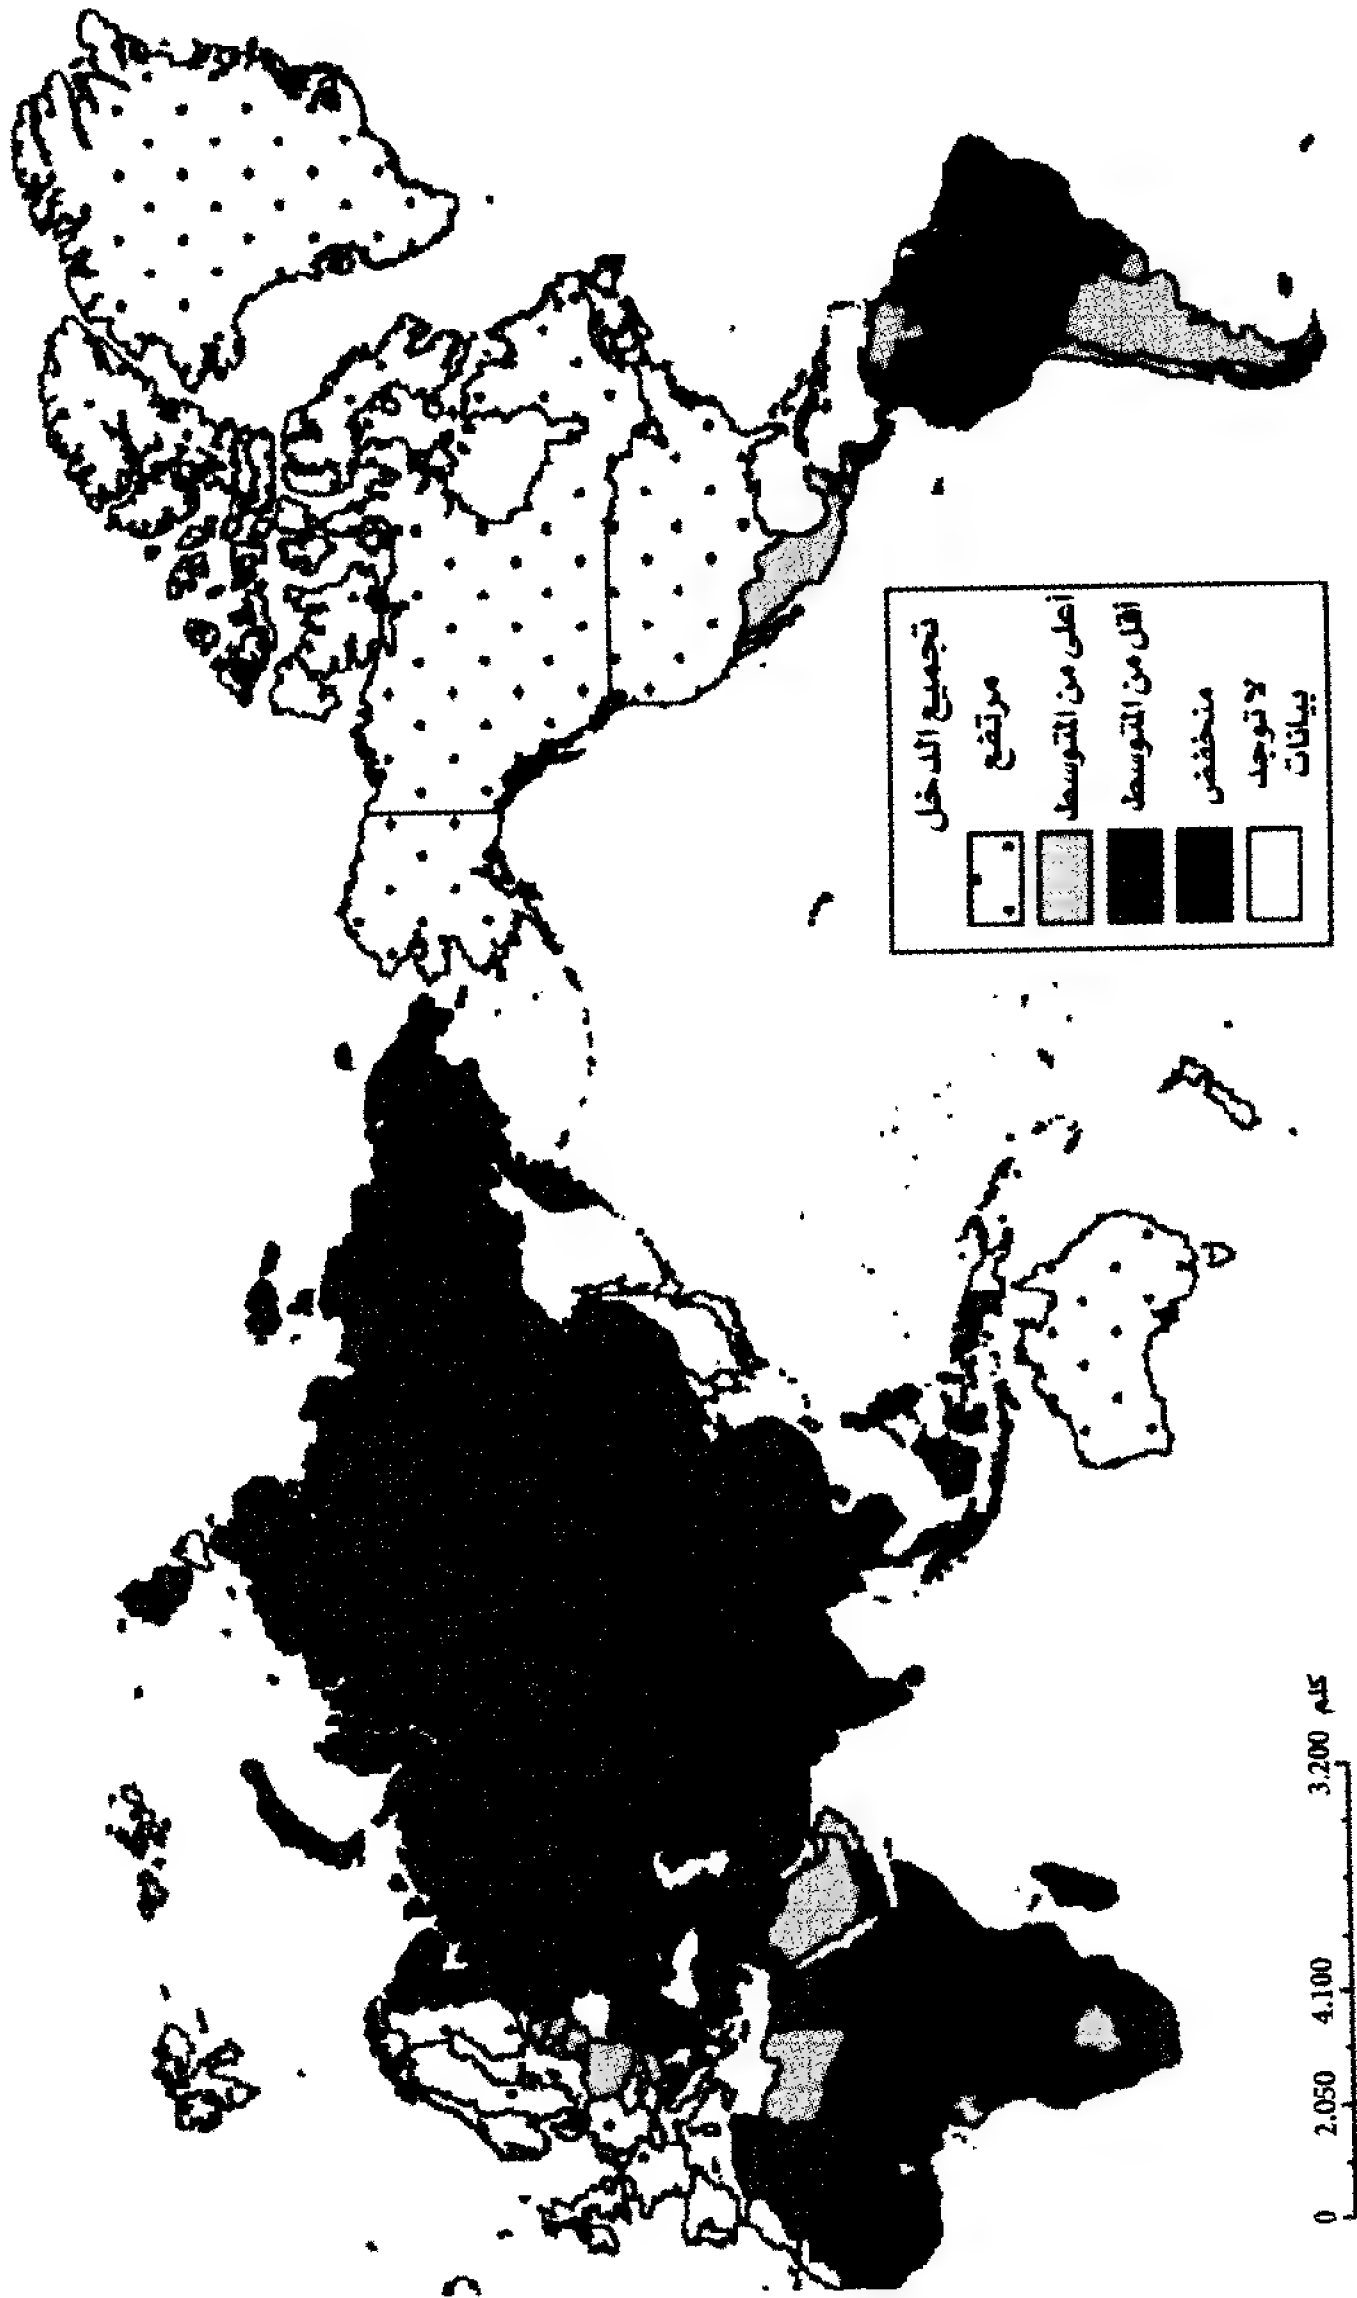 تجميع الدخل
مرتفع
أعلى من المتوسط
أقل من المتوسط
منخفض
لا توجد
بيانات
0 2.050 4.100 3.200 كلم